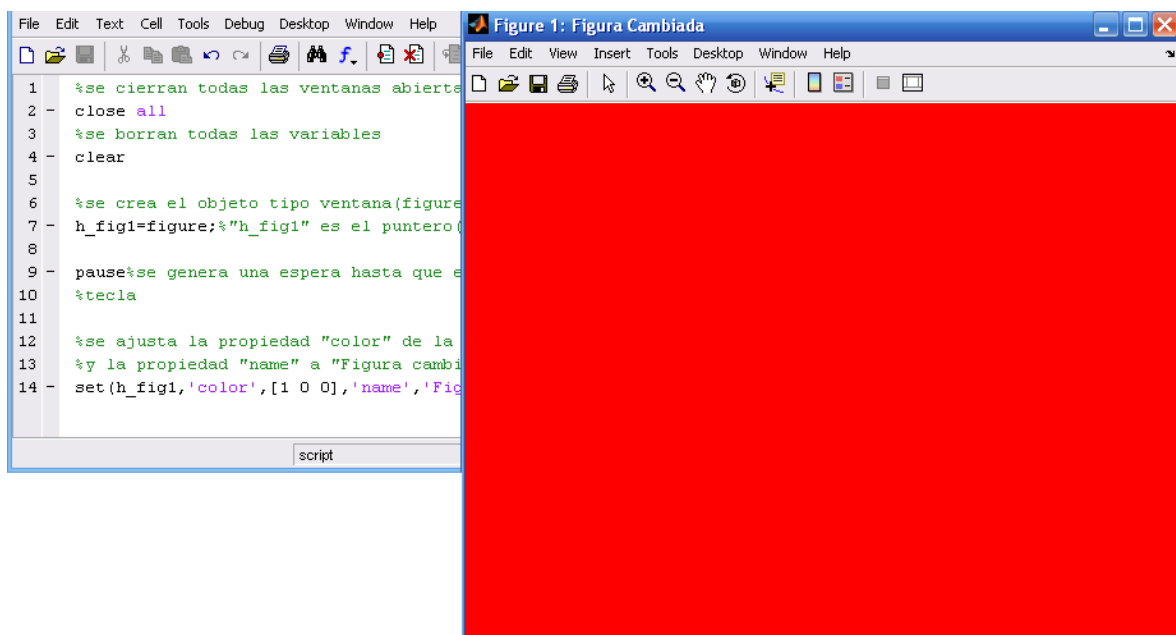 File Edit Text Cell Tools Debug Desktop Window Help
1 %se cierran todas las ventanas abierta
2 - close all
3 %se borran todas las variables
4 - clear
5
6 %se crea el objeto tipo ventana(figure
7 - h_fig1=figure;%"h_fig1" es el puntero(
8
9 - pause%se genera una espera hasta que e
10 %tecla
11
12 %se ajusta la propiedad "color" de la
13 %y la propiedad "name" a "Figura cambi
14 - set(h_fig1,'color',[1 0 0],'name','Fig
script
Figure 1: Figura Cambiada
File Edit View Insert Tools Desktop Window Help